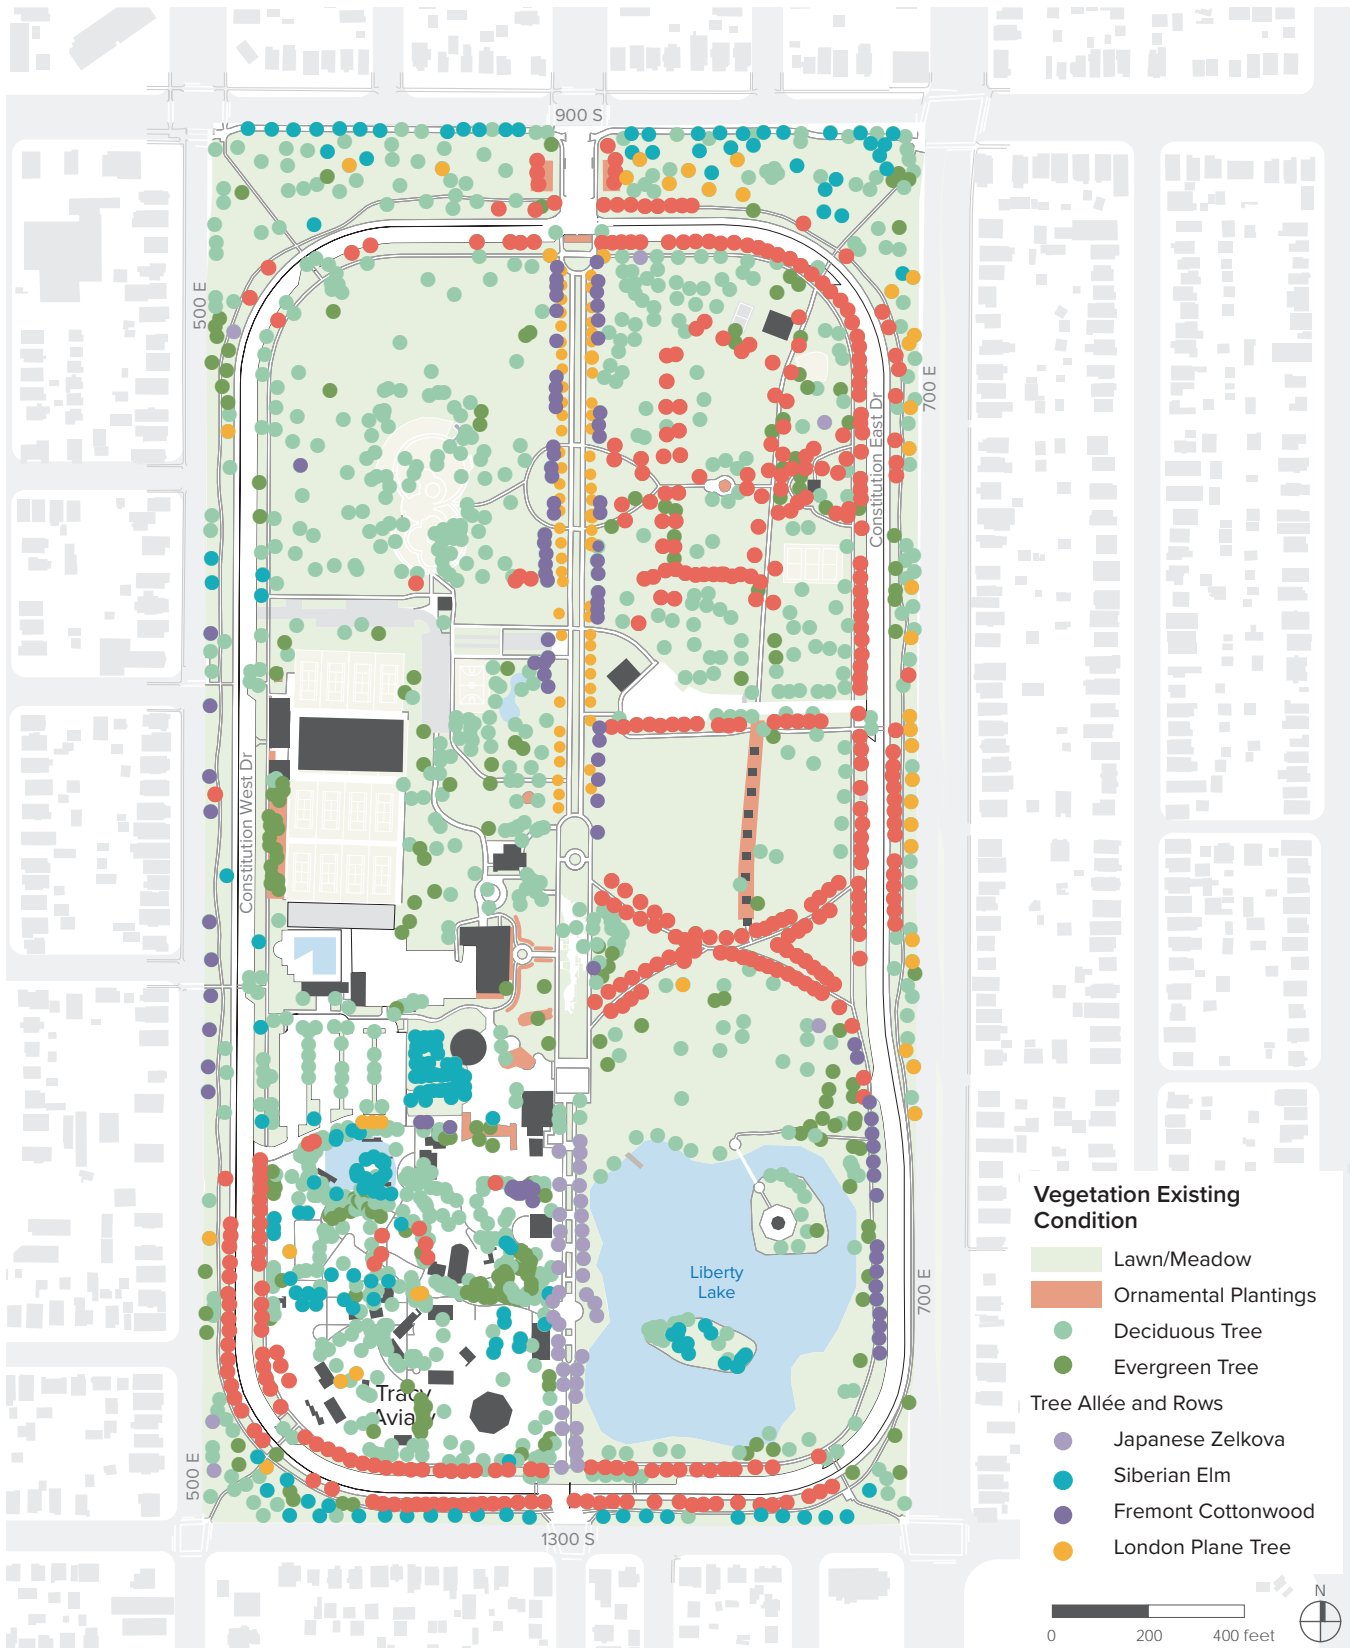 900 S
500 E
700 E
Constitution East Dr
Constitution West Dr
Liberty
Lake
700 E
Tracy
Aviary
500 E
1300 S
Vegetation Existing
Condition
Lawn/Meadow
Ornamental Plantings
Deciduous Tree
Evergreen Tree
Tree Allée and Rows
Japanese Zelkova
Siberian Elm
Fremont Cottonwood
London Plane Tree
N
0 200 400 feet